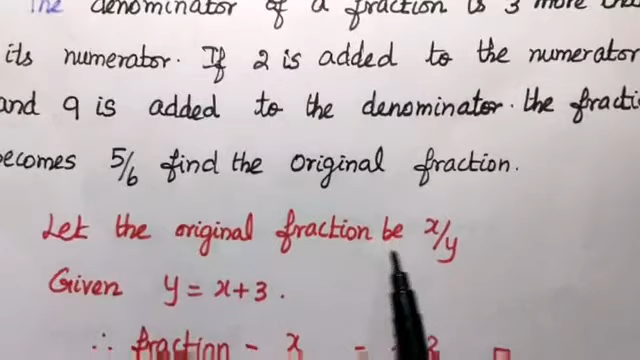 The denominator of a fraction is 3 more
its numerator. If 2 is added to the numerator
and 9 is added to the denominator. the
5/6 find the original fraction.
Let the original fraction be x/y
Given y = x+3.
∴ fraction - x